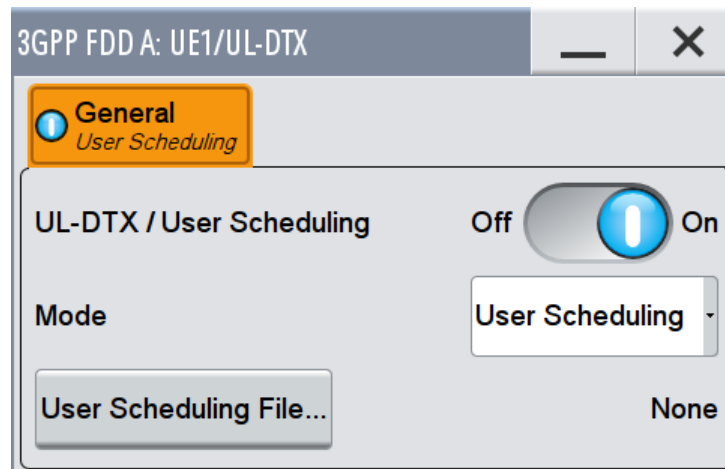 3GPP FDD A: UE1/UL-DTX
General
User Scheduling
UL-DTX / User Scheduling Off On
Mode User Scheduling
User Scheduling File... None